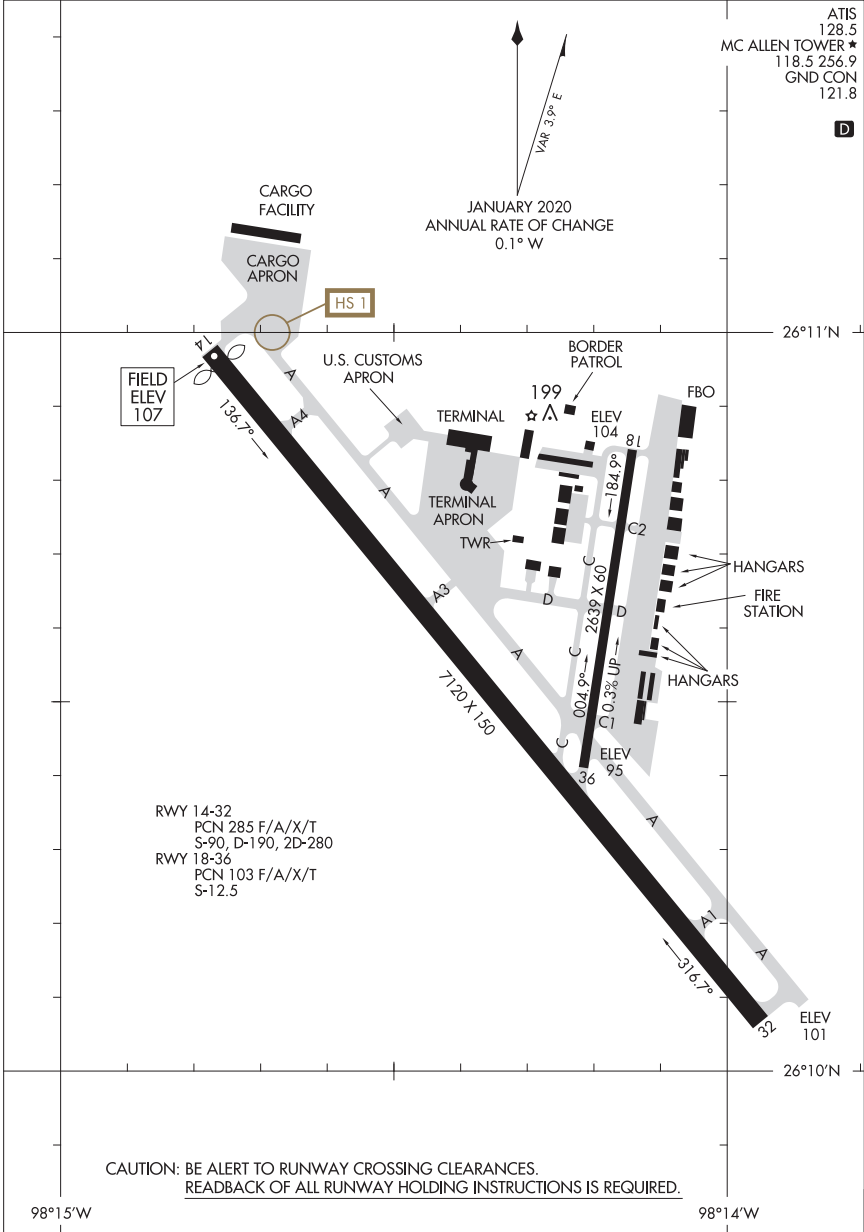 ATIS
128.5
MC ALLEN TOWER ★
118.5 256.9
GND CON
121.8
D
VAR 3.9° E
JANUARY 2020
ANNUAL RATE OF CHANGE
0.1° W
CARGO
FACILITY
CARGO
APRON
HS 1
26°11'N
14
FIELD
ELEV
107
136.7°
A
A4
U.S. CUSTOMS
APRON
BORDER
PATROL
199
TERMINAL
ELEV
104
18
FBO
184.9°
A
TERMINAL
APRON
TWR
C2
C
2639 X 60
HANGARS
A3
D
D
FIRE
STATION
A
C
004.9°
0.3% UP
HANGARS
7120 X 150
C
C1
36
ELEV
95
A
RWY 14-32
PCN 285 F/A/X/T
S-90, D-190, 2D-280
RWY 18-36
PCN 103 F/A/X/T
S-12.5
A1
A
316.7°
32
ELEV
101
26°10'N
CAUTION: BE ALERT TO RUNWAY CROSSING CLEARANCES.
READBACK OF ALL RUNWAY HOLDING INSTRUCTIONS IS REQUIRED.
98°15'W
98°14'W